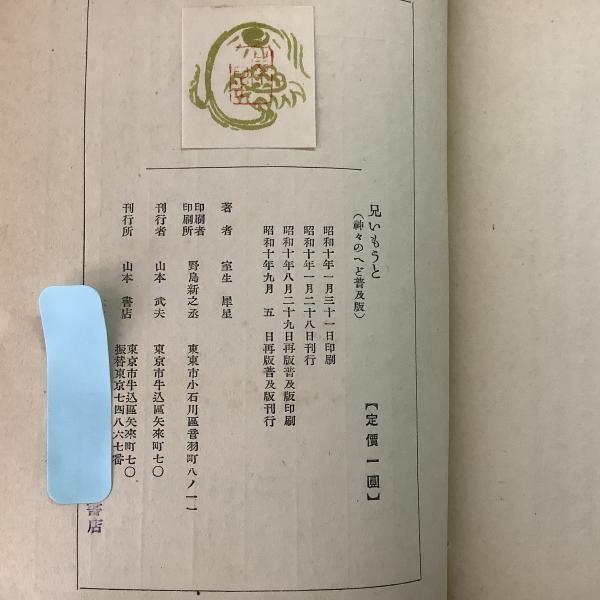 兄いもうと
（神々のへど普及版）
【定價一圓】
昭和十年一月三十一日印刷
昭和十年一月二十八日刊行
昭和十年八月二十九日再版普及版印刷
昭和十年九月 五 日再版普及版刊行
著者 室生犀星
印刷者
印刷所 野島新之丞 東東市小石川區音羽町八ノ一一
刊行者 山本武夫 東京市牛込區矢來町七〇
刊行所 山本書店 東京市牛込區矢來町七〇
振替東京七四八六七番
書店